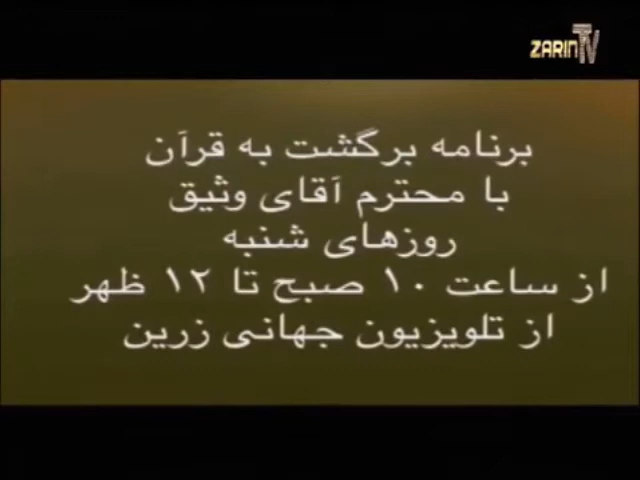 ZARIN TV
برنامه برگشت به قرآن
با محترم آقای وثیق
روزهای شنبه
از ساعت ۱۰ صبح تا ۱۲ ظهر
از تلویزیون جهانی زرین